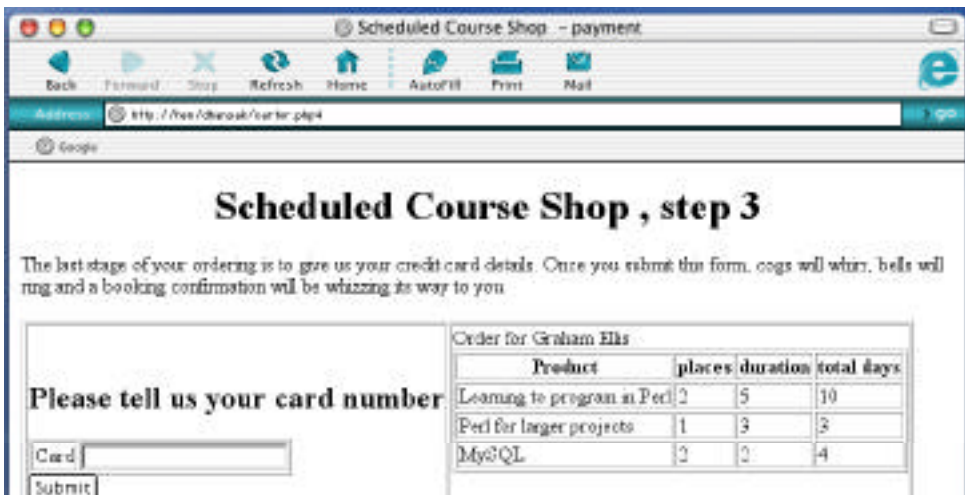 Scheduled Course Shop - payment
Back Forward Stop Refresh Home AutoFill Print Mail
Address go
Google
Scheduled Course Shop , step 3
The last stage of your ordering is to give us your credit card details. Once you submit this form, cogs will whirr, bells will
ring and a booking confirmation will be whizzing its way to you
Order for Graham Ellis
Product places duration total days
Please tell us your card number
Learning to program in Perl 2 5 10
Perl for larger projects 1 3 3
Card
MySQL 2 2 4
Submit